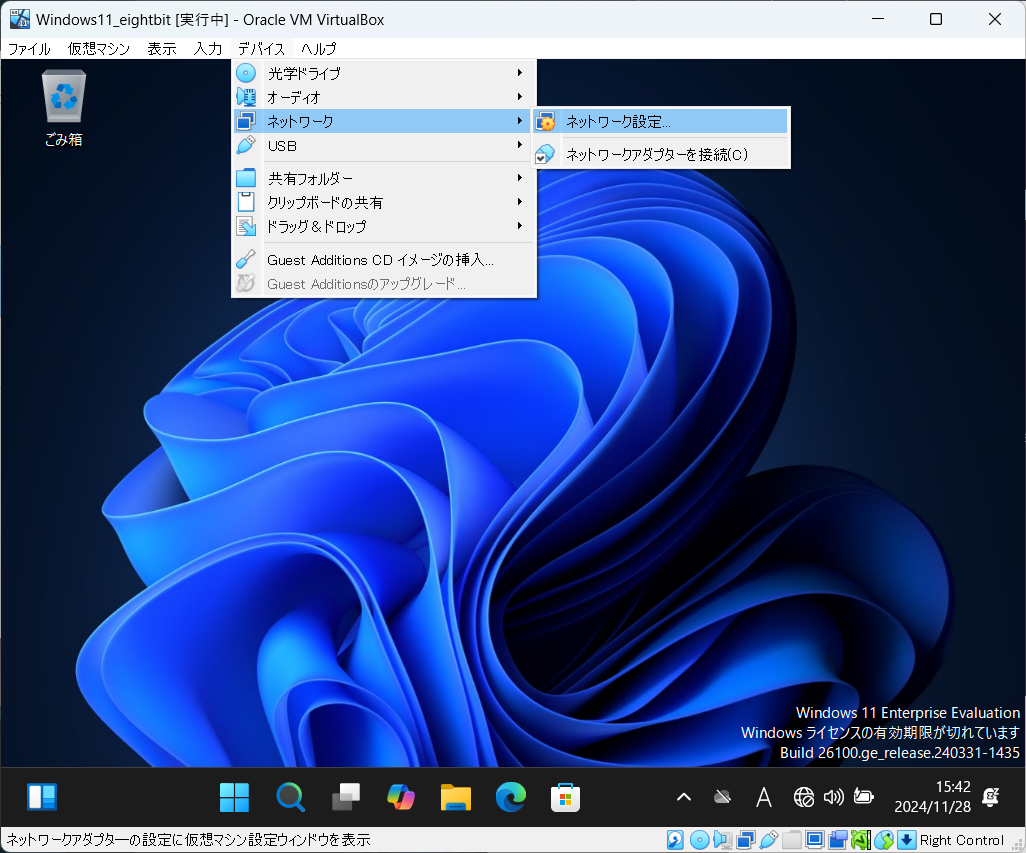 Windows11_eightbit [実行中] - Oracle VM VirtualBox
ファイル 仮想マシン 表示 入力 デバイス ヘルプ
ごみ箱
光学ドライブ
オーディオ
ネットワーク
USB
共有フォルダー
クリップボードの共有
ドラッグ＆ドロップ
Guest Additions CD イメージの挿入...
Guest Additionsのアップグレード...
ネットワーク設定...
ネットワークアダプターを接続(C)
Windows 11 Enterprise Evaluation
Windows ライセンスの有効期限が切れています
Build 26100.ge_release.240331-1435
A
15:42
2024/11/28
ネットワークアダプターの設定に仮想マシン設定ウィンドウを表示
Right Control